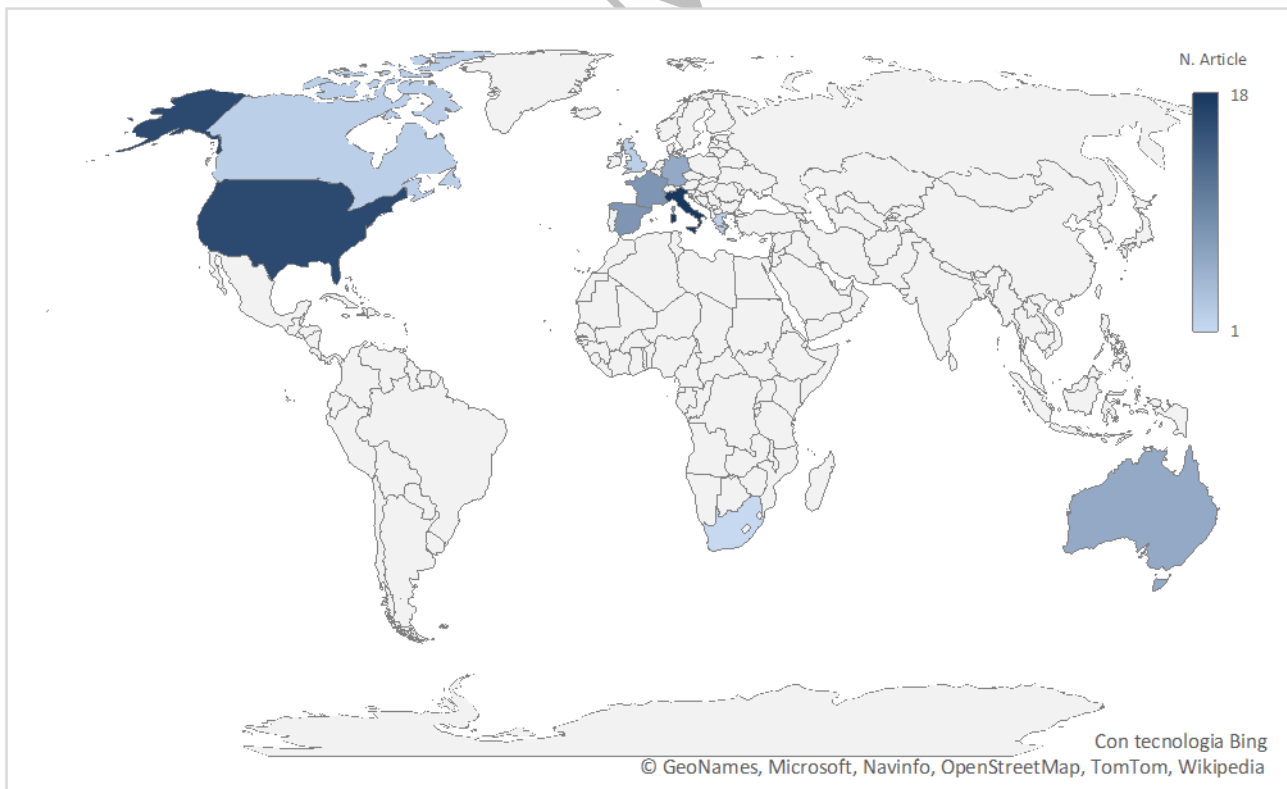 N. Article
18
1
Con tecnologia Bing
© GeoNames, Microsoft, Navinfo, OpenStreetMap, TomTom, Wikipedia